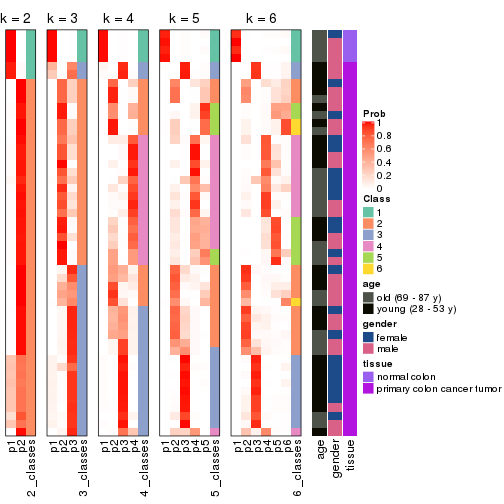 k = 2 k = 3 k = 4 k = 5 k = 6
Prob
1
0.8
0.6
0.4
0.2
0
Class
1
2
3
4
5
6
age
old (69 - 87 y)
young (28 - 53 y)
gender
female
male
tissue
normal colon
primary colon cancer tumor
p1 p2 2_classes p1 p2 p3 3_classes p1 p2 p3 p4 4_classes p1 p2 p3 p4 p5 5_classes p1 p2 p3 p4 p5 p6 6_classes age gender tissue